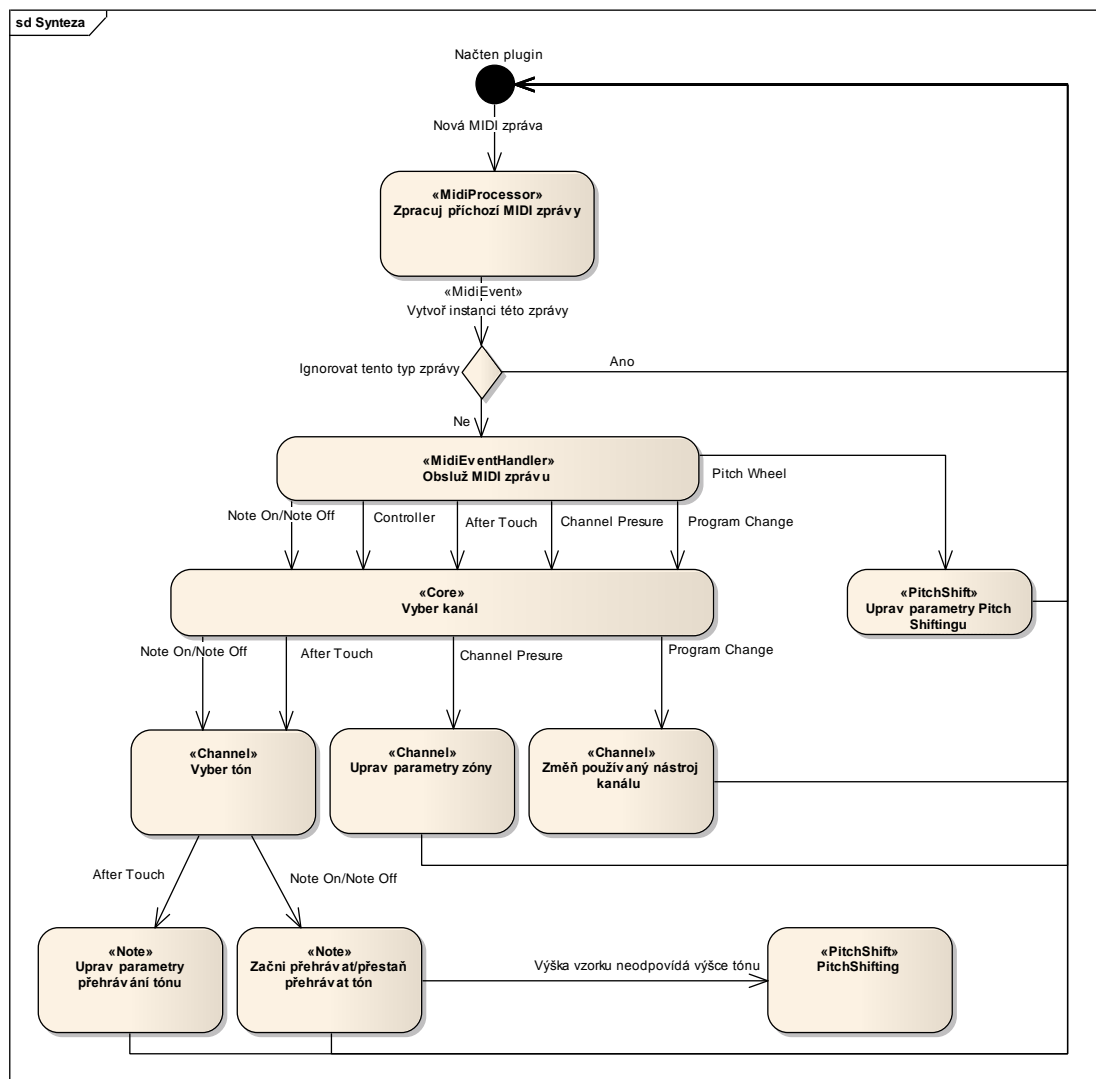 sd Synteza
Načten plugin
Nová MIDI zpráva
«MidiProcessor»
Zpracuj příchozí MIDI zprávy
«MidiEvent»
Vytvoř instanci této zprávy
Ignorovat tento typ zprávy
Ano
Ne
«MidiEventHandler»
Obsluž MIDI zprávu
Pitch Wheel
Note On/Note Off
Controller
After Touch
Channel Presure
Program Change
«Core»
Vyber kanál
«PitchShift»
Uprav parametry Pitch
Shiftingu
Note On/Note Off
After Touch
Channel Presure
Program Change
«Channel»
Vyber tón
«Channel»
Uprav parametry zóny
«Channel»
Změň používaný nástroj
kanálu
After Touch
Note On/Note Off
«Note»
Uprav parametry
přehrávání tónu
«Note»
Začni přehrávat/přestaň
přehrávat tón
Výška vzorku neodpovídá výšce tónu
«PitchShift»
PitchShifting